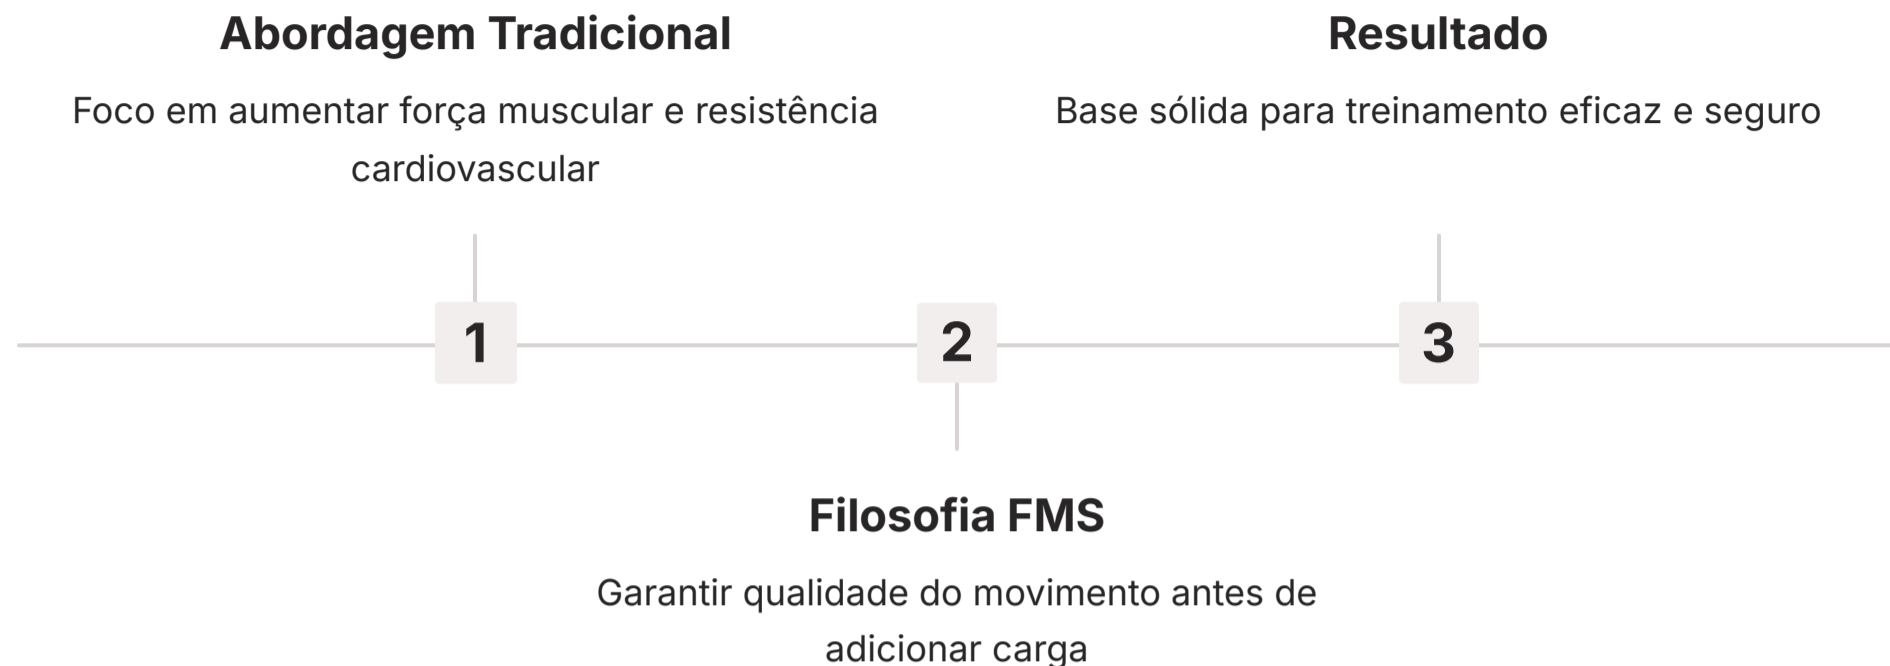 Abordagem Tradicional
Foco em aumentar força muscular e resistência
cardiovascular
1
2
Filosofia FMS
Garantir qualidade do movimento antes de
adicionar carga
Resultado
Base sólida para treinamento eficaz e seguro
3